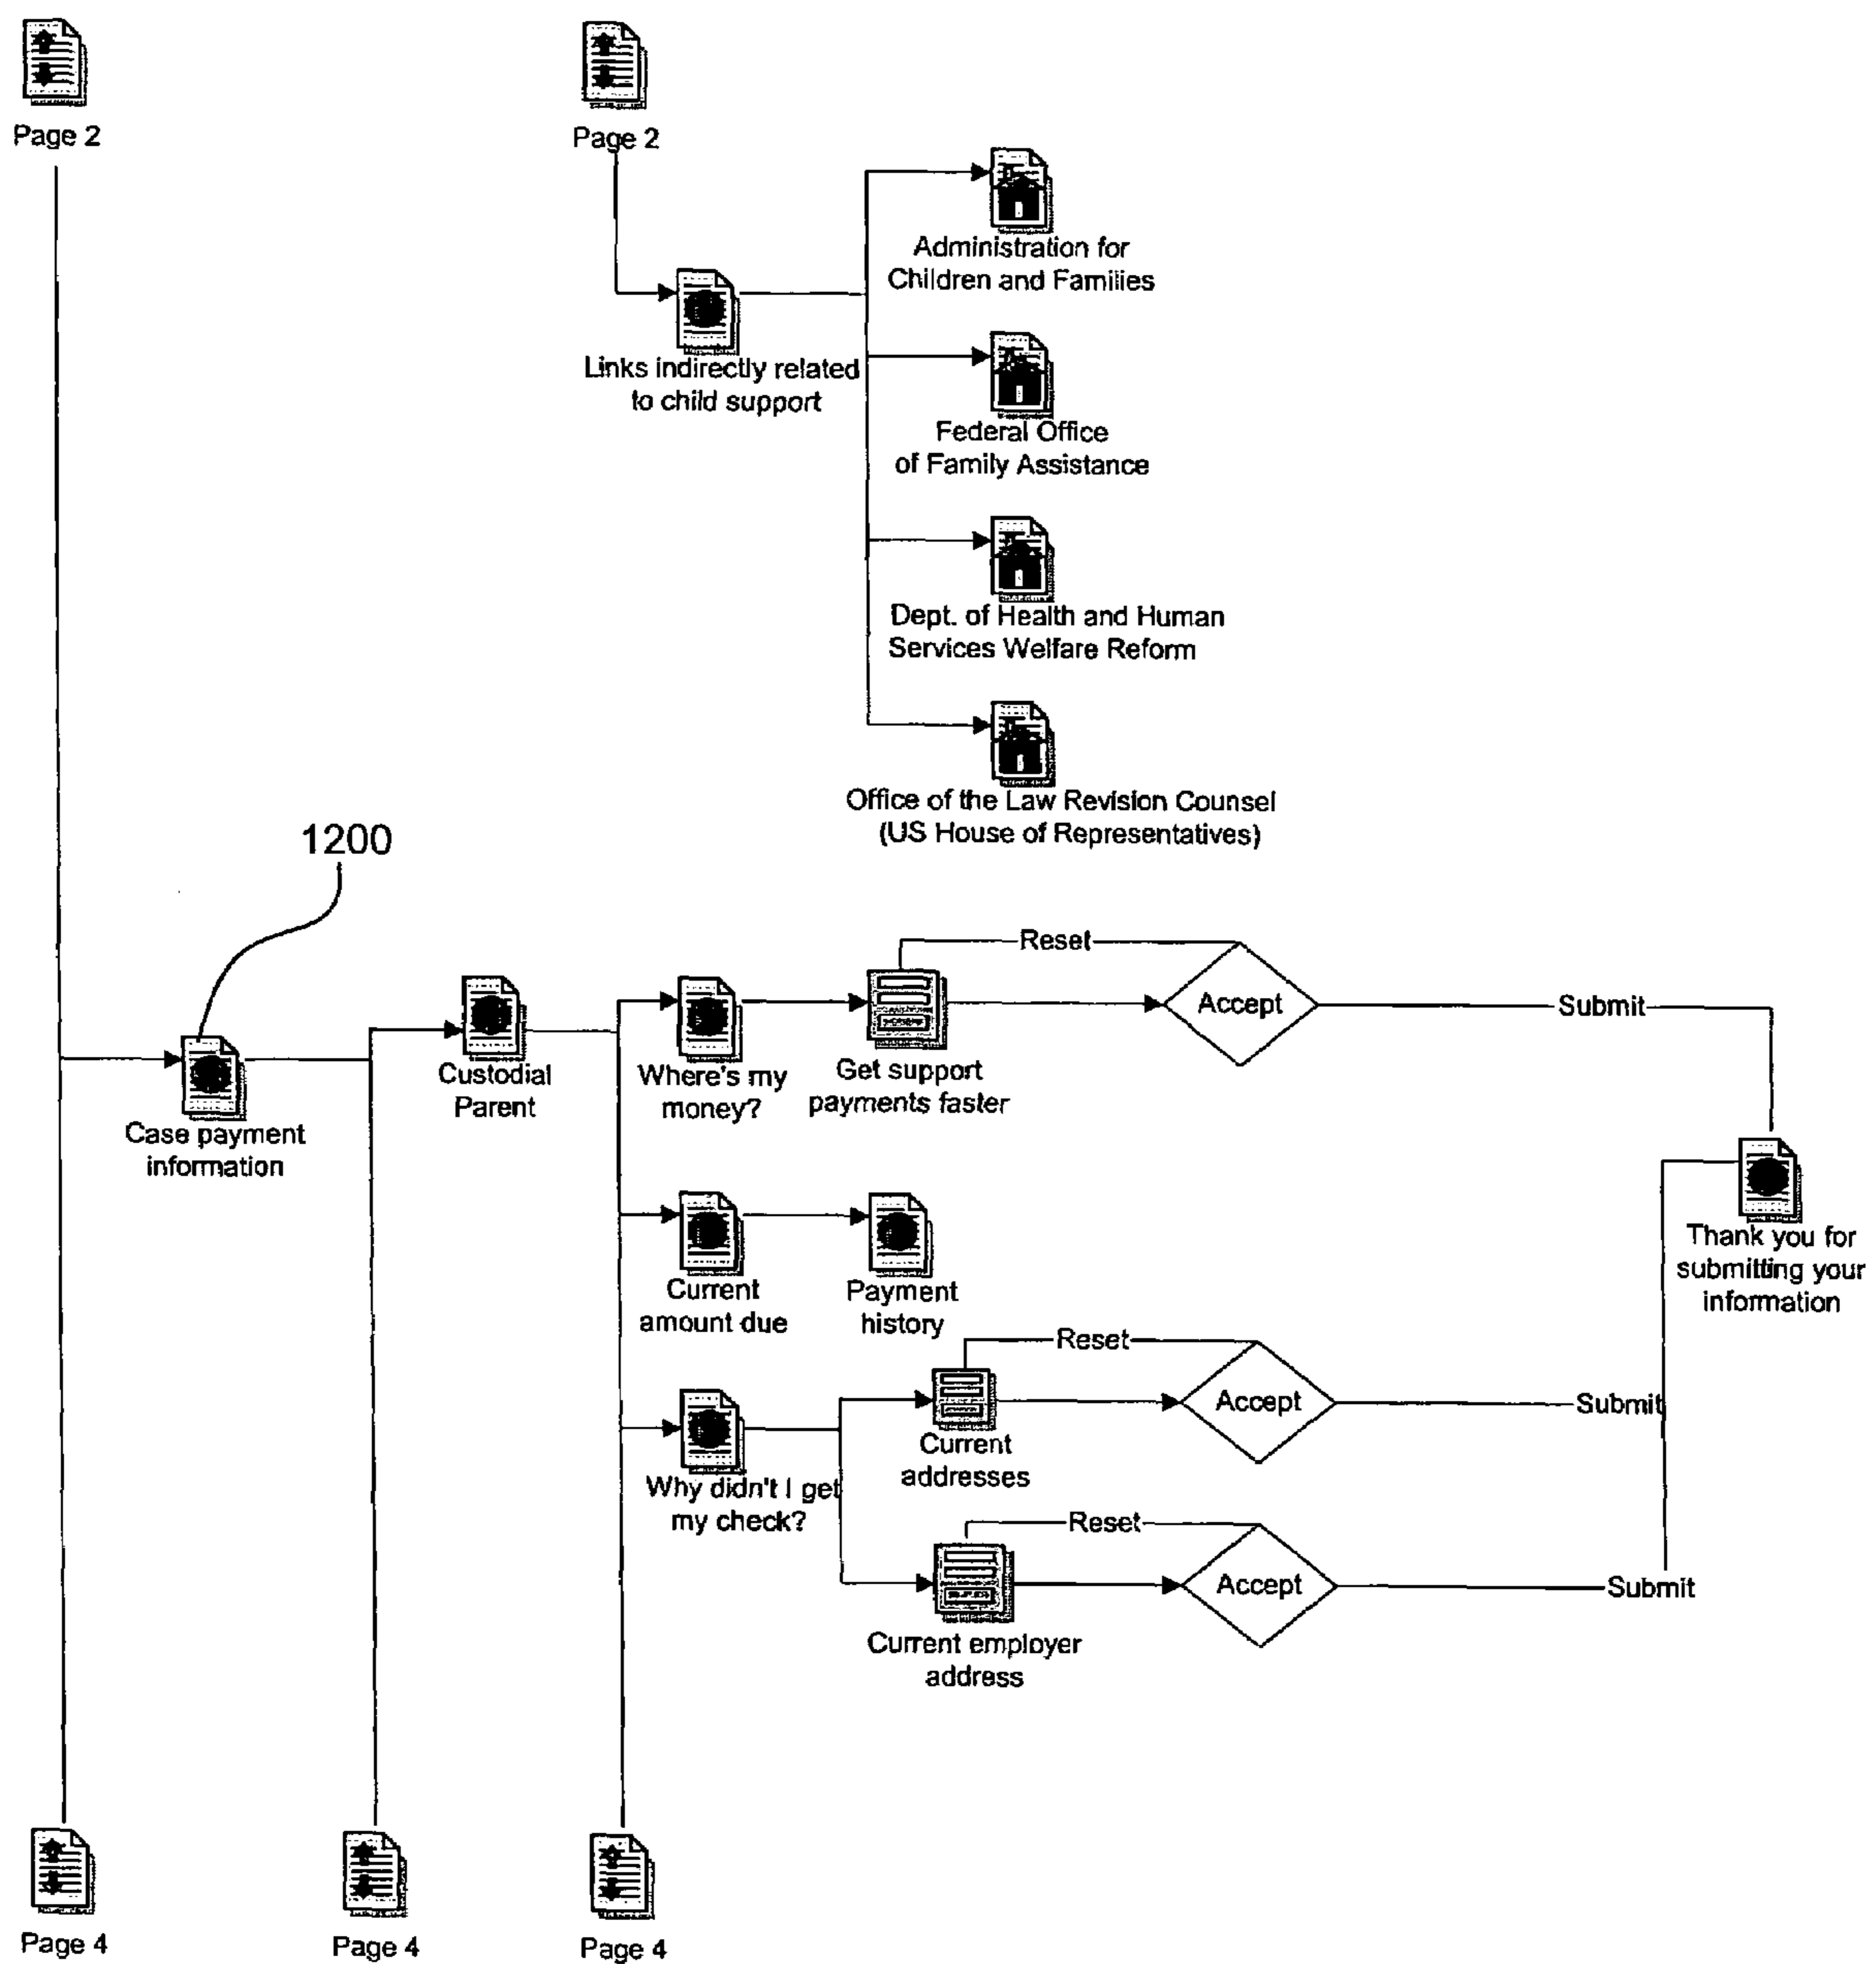 Page 2
Page 2
Administration for
Children and Families
Links indirectly related
to child support
Federal Office
of Family Assistance
Dept. of Health and Human
Services Welfare Reform
Office of the Law Revision Counsel
(US House of Representatives)
1200
Reset
Accept
Submit
Custodial
Parent
Where's my
money?
Get support
payments faster
Case payment
information
Thank you for
submitting your
information
Current
amount due
Payment
history
Reset
Accept
Submit
Current
addresses
Why didn't I get
my check?
Reset
Accept
Submit
Current employer
address
Page 4
Page 4
Page 4